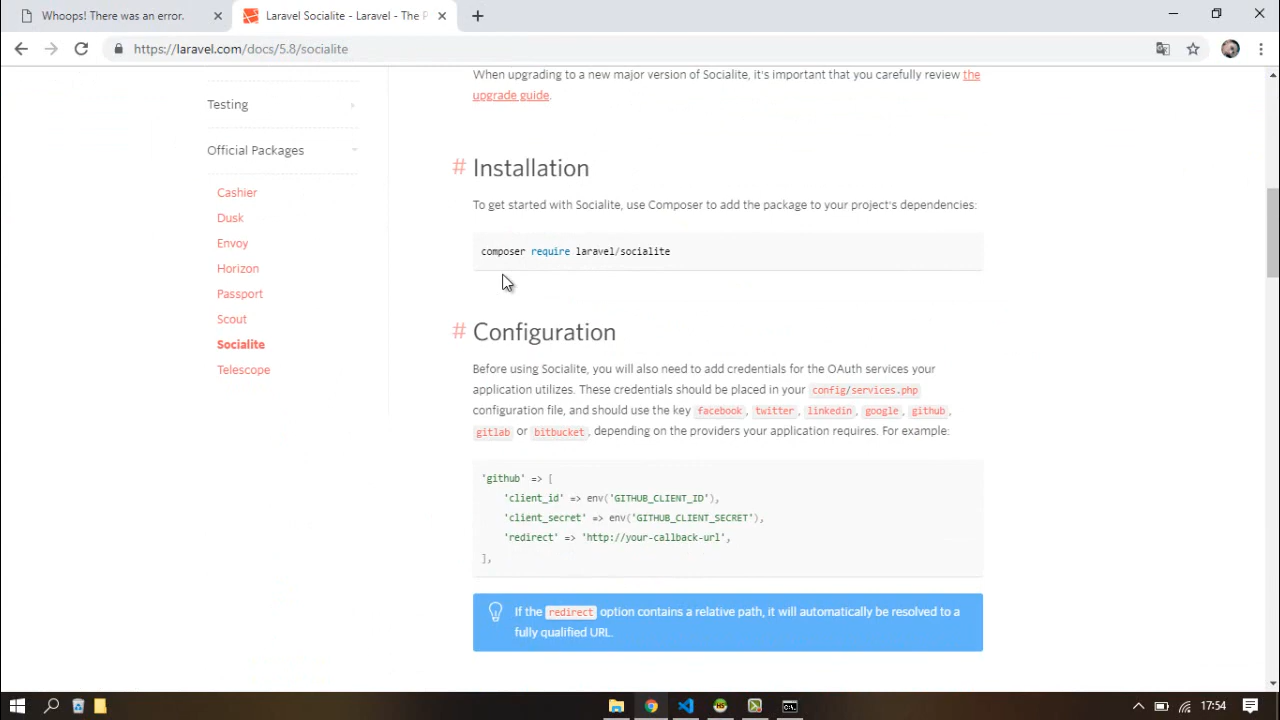 Whoops! There was an error.
Laravel Socialite - Laravel - The P
https://laravel.com/docs/5.8/socialite
When upgrading to a new major version of Socialite, it's important that you carefully review the
upgrade guide.
Testing
Official Packages
Cashier
Dusk
Envoy
Horizon
Passport
Scout
Socialite
Telescope
# Installation
To get started with Socialite, use Composer to add the package to your project's dependencies:
composer require laravel/socialite
# Configuration
Before using Socialite, you will also need to add credentials for the OAuth services your
application utilizes. These credentials should be placed in your config/services.php
configuration file, and should use the key facebook, twitter, linkedin, google, github,
gitlab or bitbucket, depending on the providers your application requires. For example:
'github' => [
'client_id' => env('GITHUB_CLIENT_ID'),
'client_secret' => env('GITHUB_CLIENT_SECRET'),
'redirect' => 'http://your-callback-url',
],
If the redirect option contains a relative path, it will automatically be resolved to a
fully qualified URL.
17:54